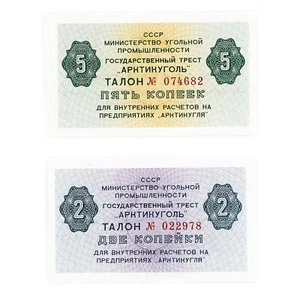 СССР
МИНИСТЕРСТВО УГОЛЬНОЙ
ПРОМЫШЛЕННОСТИ
ГОСУДАРСТВЕННЫЙ ТРЕСТ
5 "АРКТИКУГОЛЬ" 5
ТАЛОН № 074682
ПЯТЬ КОПЕЕК
ДЛЯ ВНУТРЕННИХ РАСЧЕТОВ НА
ПРЕДПРИЯТИЯХ „АРКТИКУГЛЯ"
СССР
МИНИСТЕРСТВО УГОЛЬНОЙ
ПРОМЫШЛЕННОСТИ
ГОСУДАРСТВЕННЫЙ ТРЕСТ
2 "АРКТИКУГОЛЬ" 2
ТАЛОН № 022978
ДВЕ КОПЕЙКИ
ДЛЯ ВНУТРЕННИХ РАСЧЕТОВ НА
ПРЕДПРИЯТИЯХ „АРКТИКУГЛЯ"